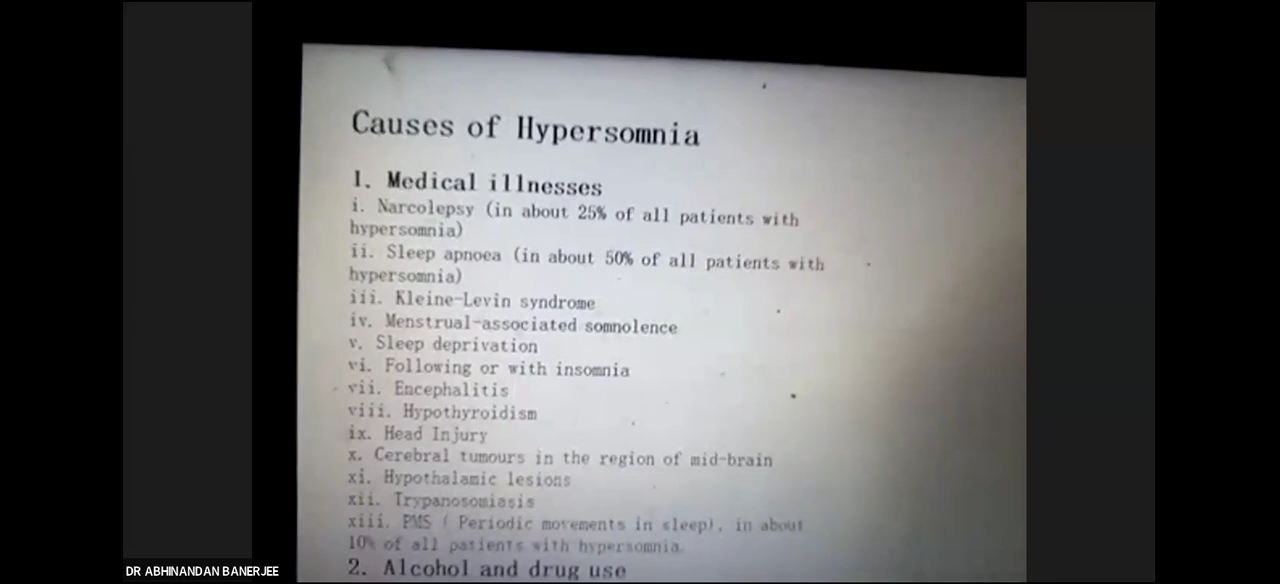 Causes of Hypersomnia
1. Medical illnesses
i. Narcolepsy (in about 25% of all patients with
hypersomnia)
ii. Sleep apnoea (in about 50% of all patients with
hypersomnia)
iii. Kleine-Levin syndrome
iv. Menstrual-associated somnolence
v. Sleep deprivation
vi. Following or with insomnia
vii. Encephalitis
viii. Hypothyroidism
ix. Head Injury
x. Cerebral tumours in the region of mid-brain
xi. Hypothalamic lesions
xii. Trypanosomiasis
xiii. PMS ( Periodic movements in sleep), in about
10% of all patients with hypersomnia.
2. Alcohol and drug use
DR ABHINANDAN BANERJEE